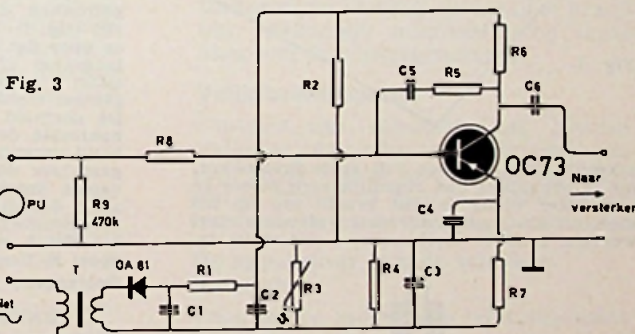 Fig. 3
R6
R2
C5
R5
C6
R8
OC73
PU
R9
470k
Naar
versterker
C4
T
OA 81
R1
C1
C2
R3
R4
C3
R7